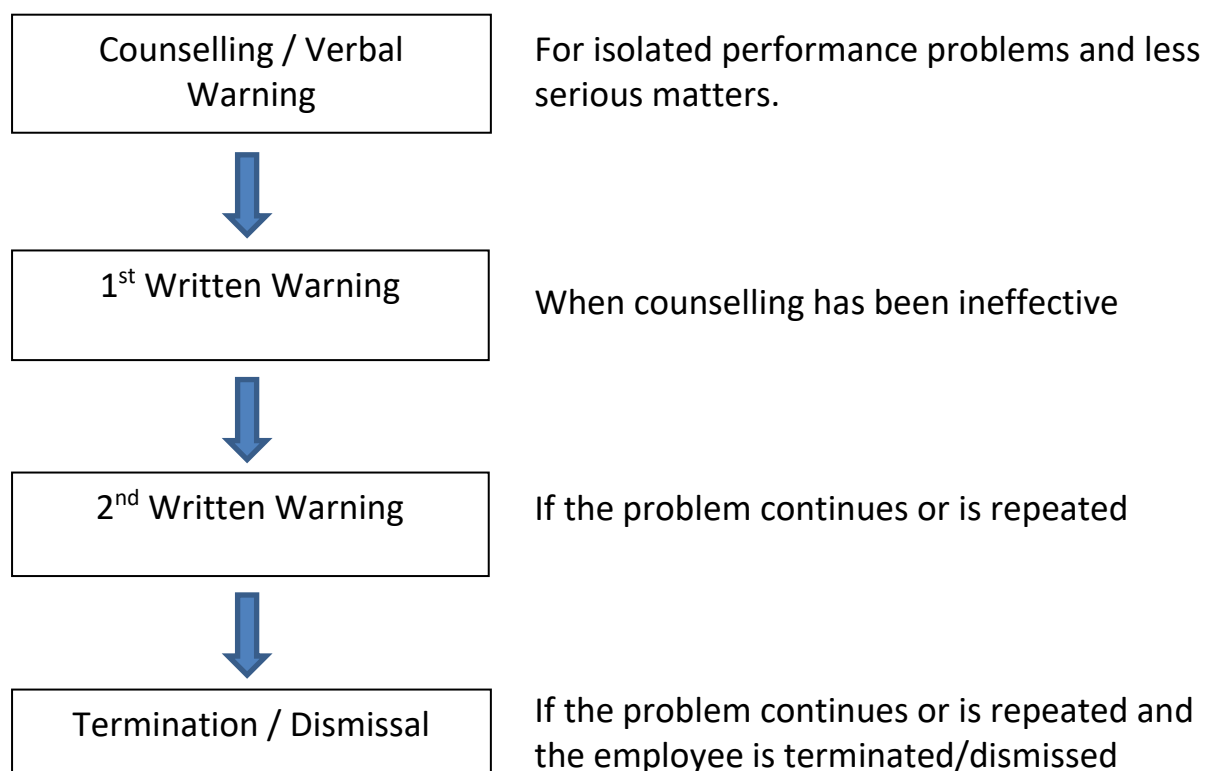 Counselling / Verbal
Warning
For isolated performance problems and less
serious matters.
1st Written Warning
When counselling has been ineffective
2nd Written Warning
If the problem continues or is repeated
Termination / Dismissal
If the problem continues or is repeated and
the employee is terminated/dismissed